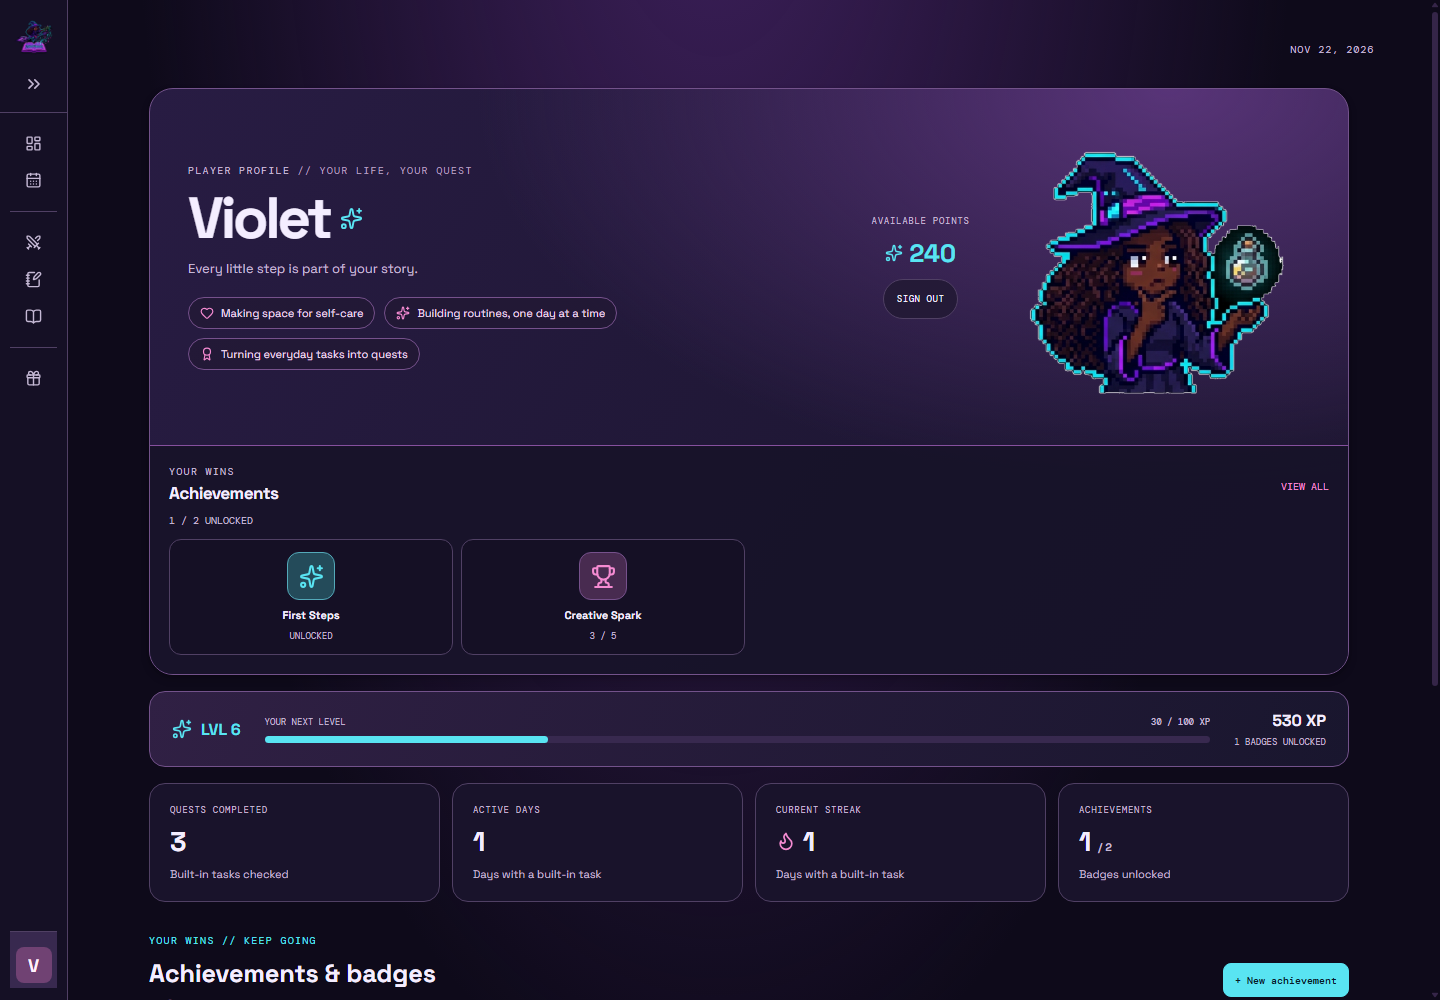 NOV 22, 2026
PLAYER PROFILE // YOUR LIFE, YOUR QUEST
Violet
Every little step is part of your story.
Making space for self-care
Building routines, one day at a time
Turning everyday tasks into quests
AVAILABLE POINTS
240
SIGN OUT
YOUR WINS
Achievements
VIEW ALL
1 / 2 UNLOCKED
First Steps
UNLOCKED
Creative Spark
3 / 5
LVL 6
YOUR NEXT LEVEL
30 / 100 XP
530 XP
1 BADGES UNLOCKED
QUESTS COMPLETED
3
Built-in tasks checked
ACTIVE DAYS
1
Days with a built-in task
CURRENT STREAK
1
Days with a built-in task
ACHIEVEMENTS
1 / 2
Badges unlocked
YOUR WINS // KEEP GOING
Achievements & badges
+ New achievement
V